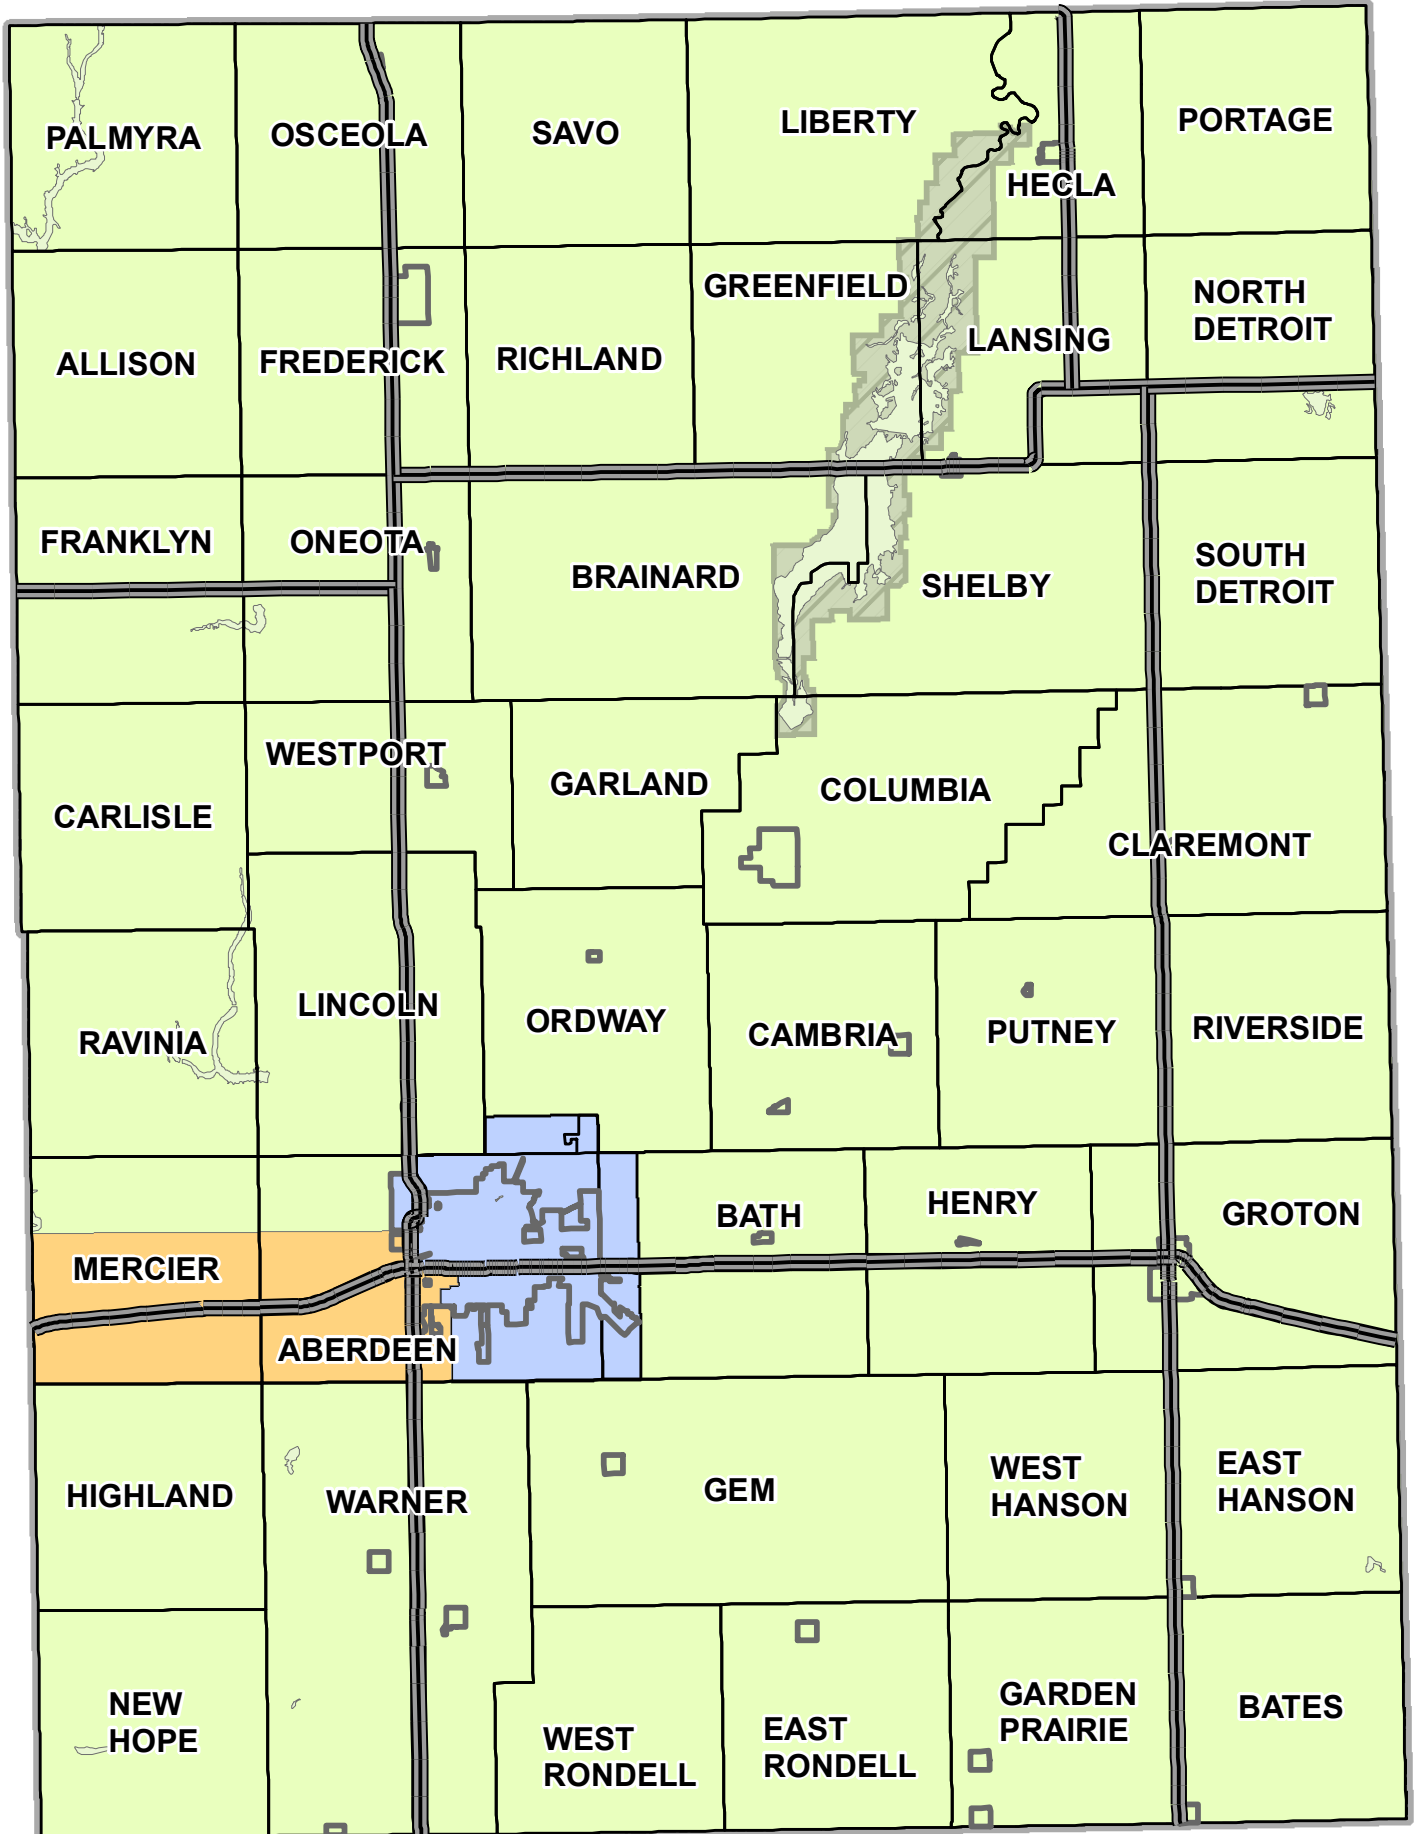 PALMYRA
OSCEOLA
SAVO
LIBERTY
HECLA
PORTAGE
ALLISON
FREDERICK
RICHLAND
GREENFIELD
LANSING
NORTH
DETROIT
FRANKLYN
ONEOTA
BRAINARD
SHELBY
SOUTH
DETROIT
CARLISLE
WESTPORT
GARLAND
COLUMBIA
CLAREMONT
RAVINIA
LINCOLN
ORDWAY
CAMBRIA
PUTNEY
RIVERSIDE
MERCIER
ABERDEEN
BATH
HENRY
GROTON
HIGHLAND
WARNER
GEM
WEST
HANSON
EAST
HANSON
NEW
HOPE
WEST
RONDELL
EAST
RONDELL
GARDEN
PRAIRIE
BATES